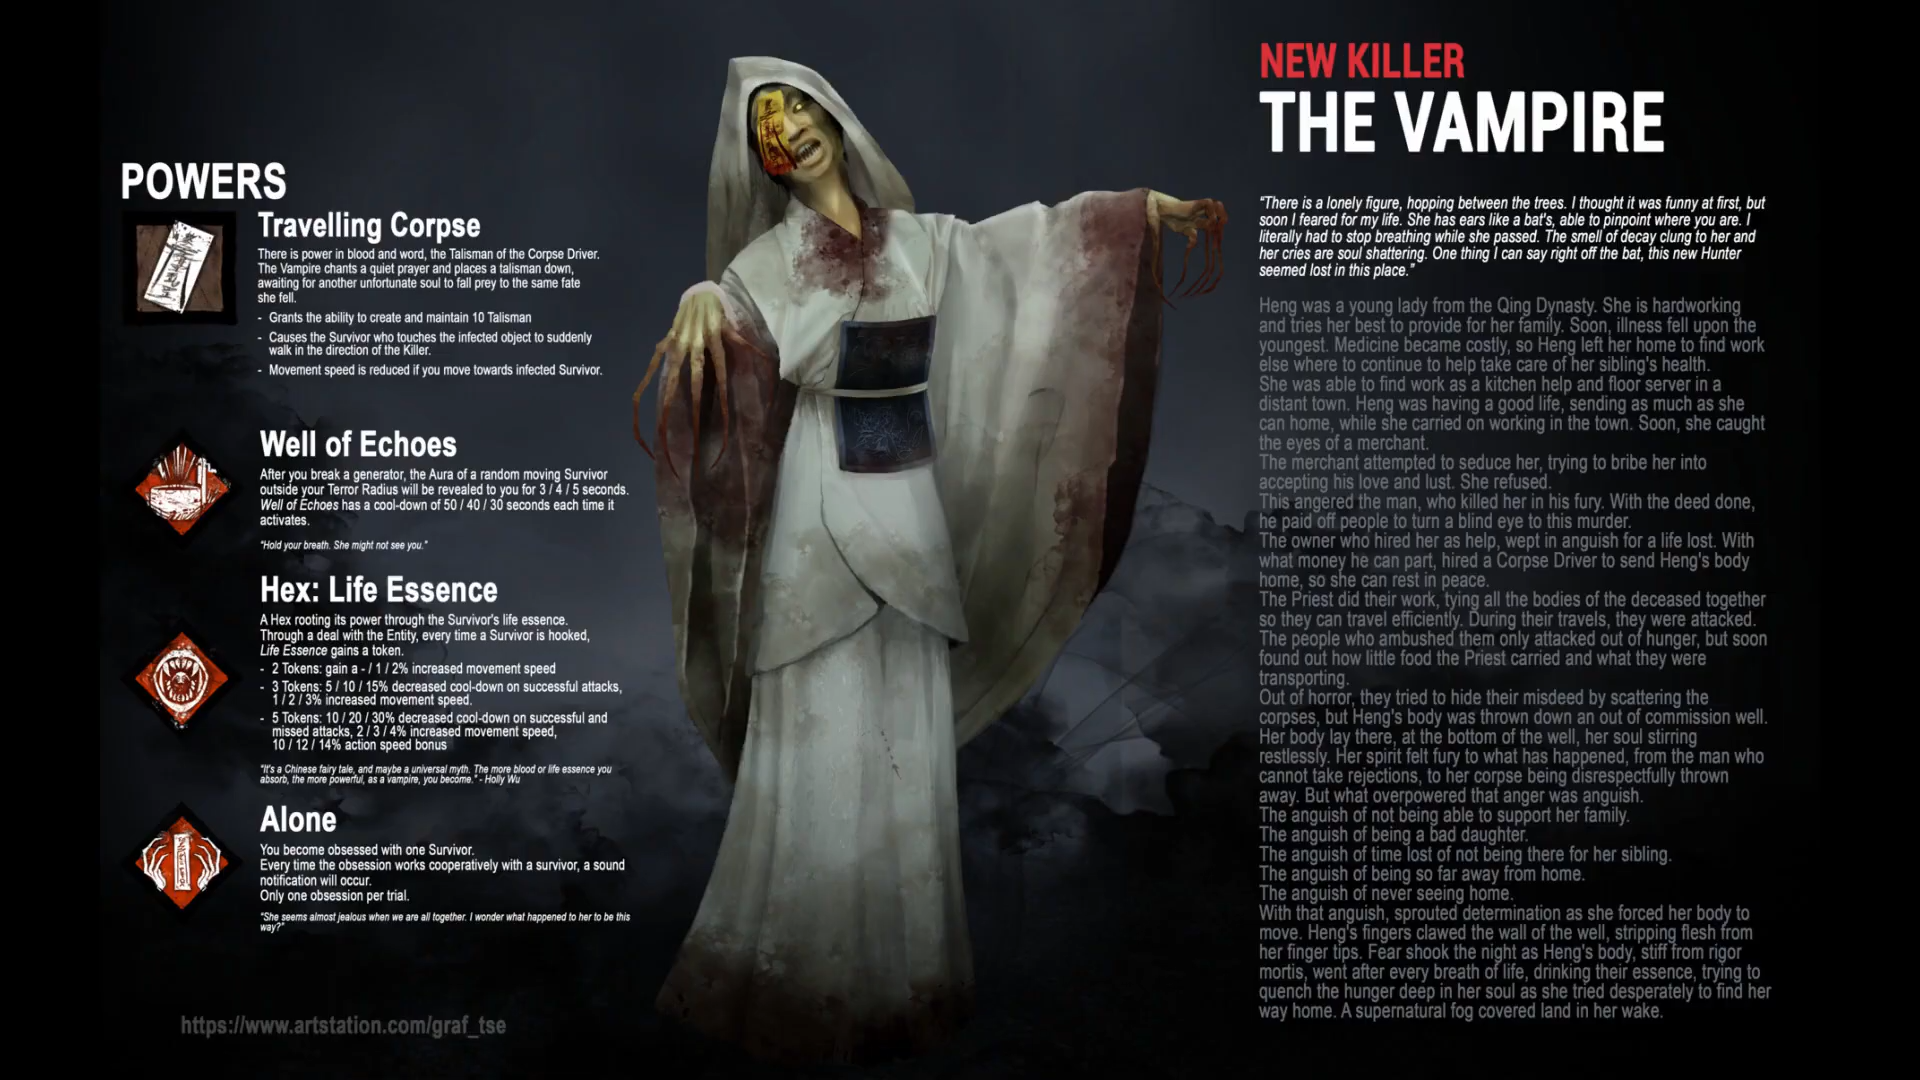 POWERS
Travelling Corpse
There is power in blood and word, the Talisman of the Corpse Driver.
The Vampire chants a quiet prayer and places a talisman down,
awaiting for another unfortunate soul to fall prey to the same fate
she fell.
- Grants the ability to create and maintain 10 Talisman
- Causes the Survivor who touches the infected object to suddenly
walk in the direction of the Killer.
- Movement speed is reduced if you move towards infected Survivor.
Well of Echoes
After you break a generator, the Aura of a random moving Survivor
outside your Terror Radius will be revealed to you for 3 / 4 / 5 seconds.
Well of Echoes has a cool-down of 50 / 40 / 30 seconds each time it
activates.
"Hold your breath. She might not see you."
Hex: Life Essence
A Hex rooting its power through the Survivor's life essence.
Through a deal with the Entity, every time a Survivor is hooked,
Life Essence gains a token.
- 2 Tokens: gain a - / 1 / 2% increased movement speed
- 3 Tokens: 5 / 10 / 15% decreased cool-down on successful attacks,
1 / 2 / 3% increased movement speed.
- 5 Tokens: 10 / 20 / 30% decreased cool-down on successful and
missed attacks, 2 / 3 / 4% increased movement speed,
10 / 12 / 14% action speed bonus
"It's a Chinese fairy tale, and maybe a universal myth. The more blood or life essence you
absorb, the more powerful, as a vampire, you become." - Holly Wu
Alone
You become obsessed with one Survivor.
Every time the obsession works cooperatively with a survivor, a sound
notification will occur.
Only one obsession per trial.
"She seems almost jealous when we are all together. I wonder what happened to her to be this
way?"
https://www.artstation.com/graf_tse
NEW KILLER
THE VAMPIRE
"There is a lonely figure, hopping between the trees. I thought it was funny at first, but
soon I feared for my life. She has ears like a bat's, able to pinpoint where you are. I
literally had to stop breathing while she passed. The smell of decay clung to her and
her cries are soul shattering. One thing I can say right off the bat, this new Hunter
seemed lost in this place."
Heng was a young lady from the Qing Dynasty. She is hardworking
and tries her best to provide for her family. Soon, illness fell upon the
youngest. Medicine became costly, so Heng left her home to find work
else where to continue to help take care of her sibling's health.
She was able to find work as a kitchen help and floor server in a
distant town. Heng was having a good life, sending as much as she
can home, while she carried on working in the town. Soon, she caught
the eyes of a merchant.
The merchant attempted to seduce her, trying to bribe her into
accepting his love and lust. She refused.
This angered the man, who killed her in his fury. With the deed done,
he paid off people to turn a blind eye to this murder.
The owner who hired her as help, wept in anguish for a life lost. With
what money he can part, hired a Corpse Driver to send Heng's body
home, so she can rest in peace.
The Priest did their work, tying all the bodies of the deceased together
so they can travel efficiently. During their travels, they were attacked.
The people who ambushed them only attacked out of hunger, but soon
found out how little food the Priest carried and what they were
transporting.
Out of horror, they tried to hide their misdeed by scattering the
corpses, but Heng's body was thrown down an out of commission well.
Her body lay there, at the bottom of the well, her soul stirring
restlessly. Her spirit felt fury to what has happened, from the man who
cannot take rejections, to her corpse being disrespectfully thrown
away. But what overpowered that anger was anguish.
The anguish of not being able to support her family.
The anguish of being a bad daughter.
The anguish of time lost of not being there for her sibling.
The anguish of being so far away from home.
The anguish of never seeing home.
With that anguish, sprouted determination as she forced her body to
move. Heng's fingers clawed the wall of the well, stripping flesh from
her finger tips. Fear shook the night as Heng's body, stiff from rigor
mortis, went after every breath of life, drinking their essence, trying to
quench the hunger deep in her soul as she tried desperately to find her
way home. A supernatural fog covered land in her wake.